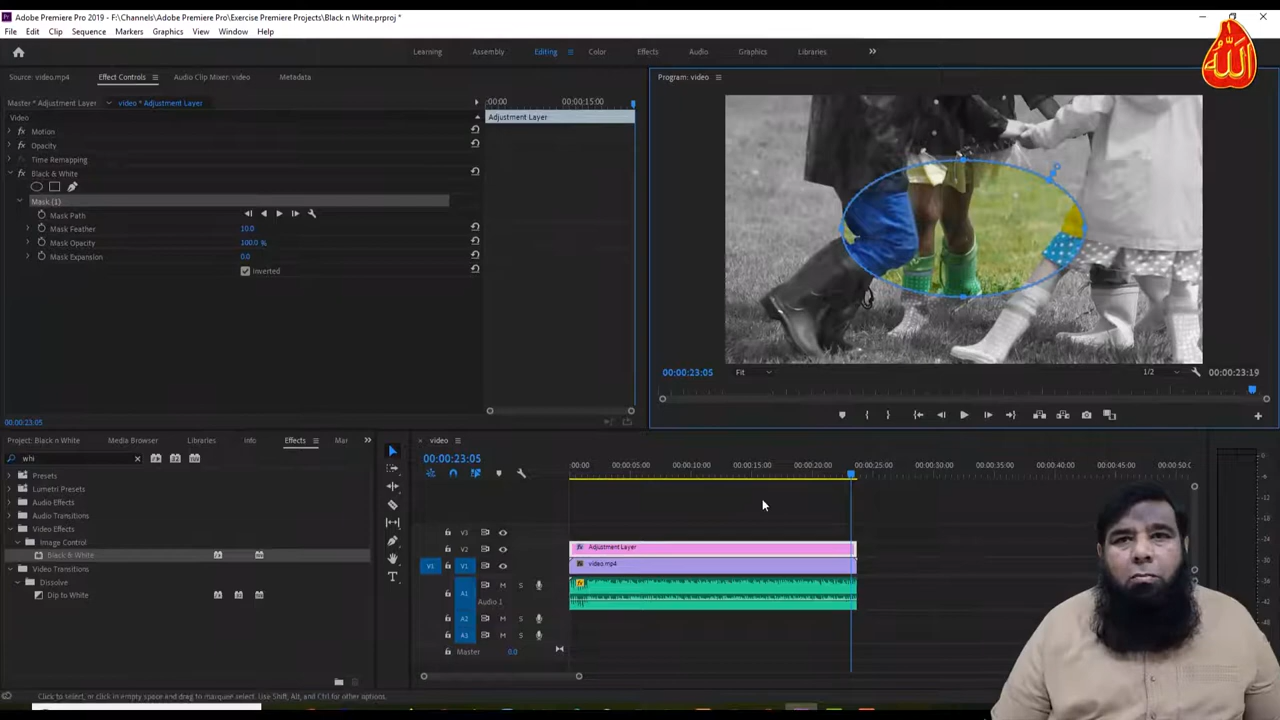 Adobe Premiere Pro 2019 - F:\Channels\Adobe Premiere Pro\Exercise Premiere Projects\Black n White.prproj *
File Edit Clip Sequence Markers Graphics View Window Help
Learning Assembly Editing Color Effects Audio Graphics Libraries
الله
Source: video.mp4 Effect Controls Audio Clip Mixer: video Metadata
Master * Adjustment Layer video * Adjustment Layer
:00:00 00:00:15:00
Video
Adjustment Layer
fx Motion
fx Opacity
Time Remapping
fx Black & White
Mask (1)
Mask Path
Mask Feather 10.0
Mask Opacity 100.0 %
Mask Expansion 0.0
Inverted
00:00:23:05
Program: video
00:00:23:05 Fit 1/2 00:00:23:19
Project: Black n White Media Browser Libraries Info Effects Mar
whi
Presets
Lumetri Presets
Audio Effects
Audio Transitions
Video Effects
Image Control
Black & White
Video Transitions
Dissolve
Dip to White
video
00:00:23:05
:00:00 00:00:05:00 00:00:10:00 00:00:15:00 00:00:20:00 00:00:25:00 00:00:30:00 00:00:35:00 00:00:40:00 00:00:45:00 00:00:50:0
V3
V2 fx Adjustment Layer
V1 V1 video.mp4
A1 M S
Audio 1
A2 M S
A3 M S
Master 0.0
Click to select, or click in empty space and drag to marquee select. Use Shift, Alt, and Ctrl for other options.